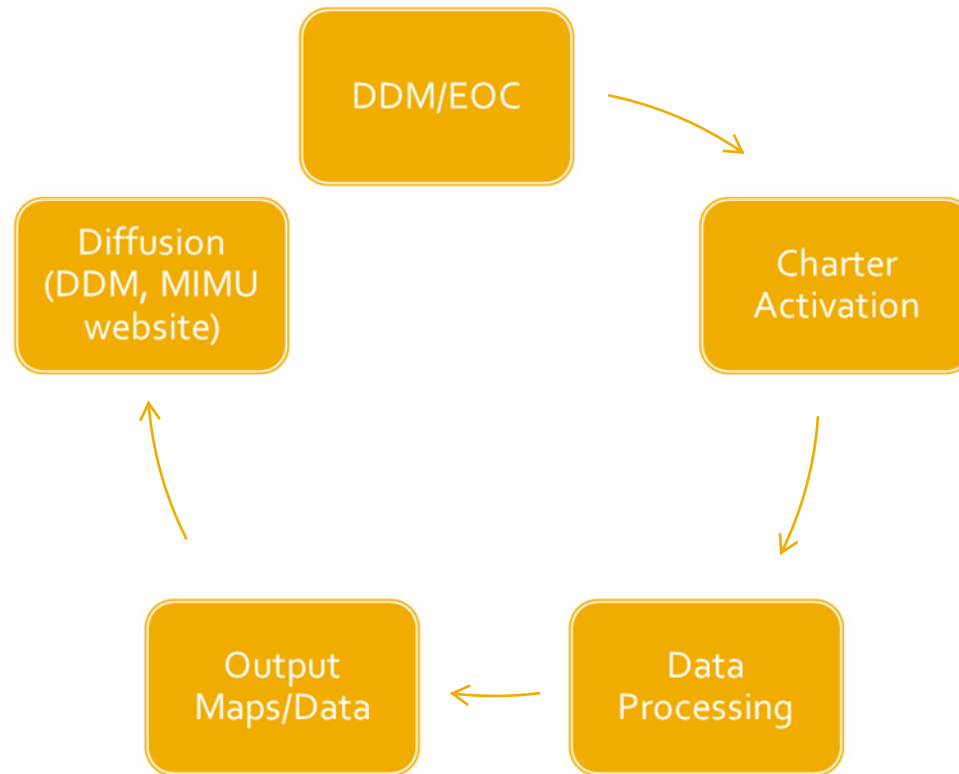 DDM/EOC
Charter
Activation
Data
Processing
Output
Maps/Data
Diffusion
(DDM, MIMU
website)